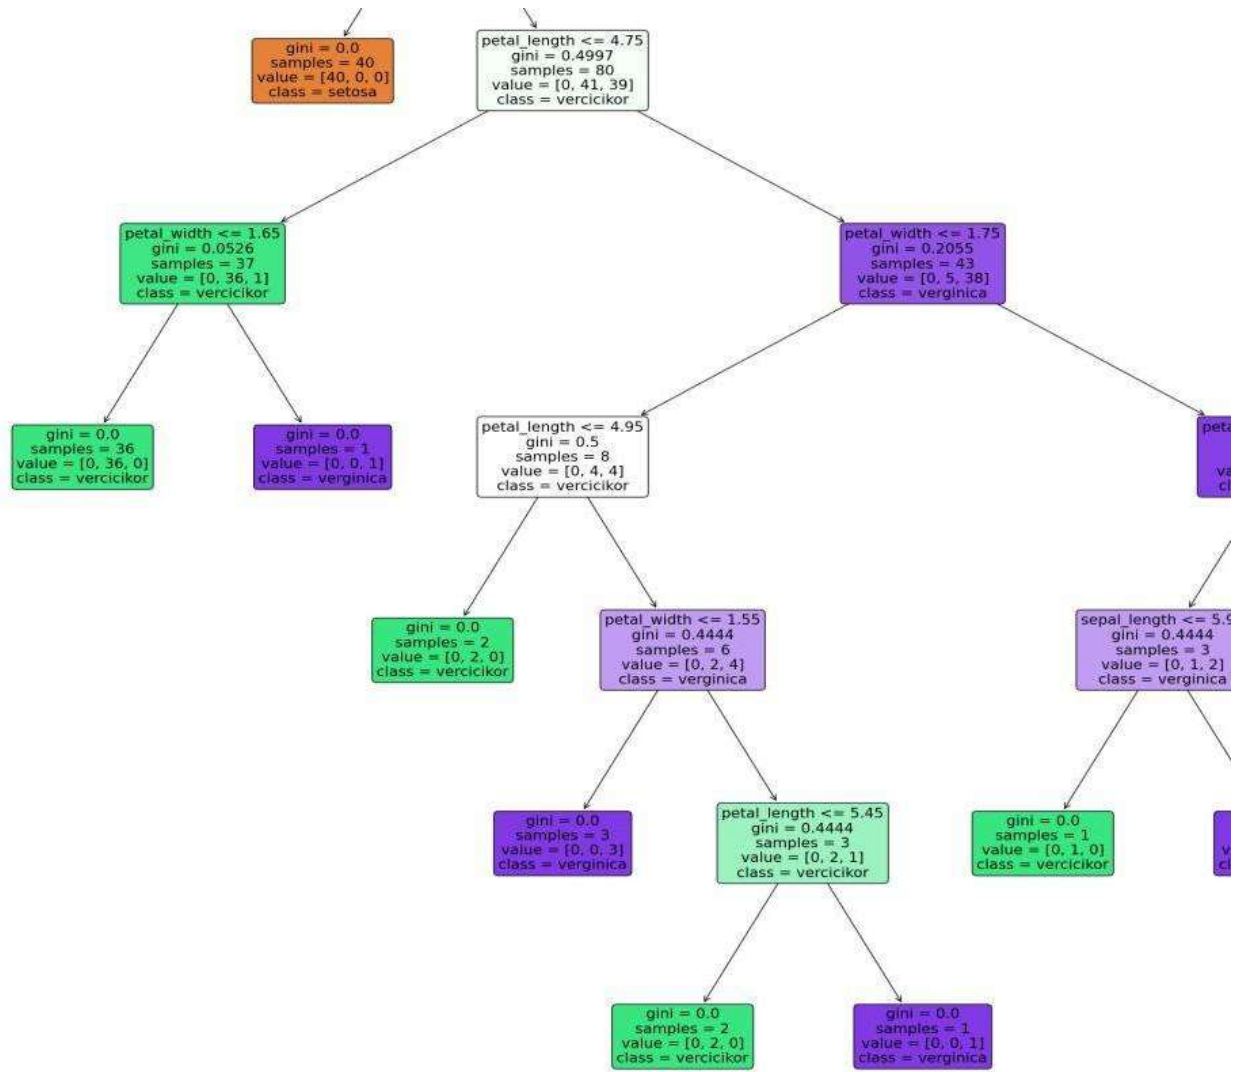 gini = 0.0
samples = 40
value = [40, 0, 0]
class = setosa
petal_length <= 4.75
gini = 0.4997
samples = 80
value = [0, 41, 39]
class = vercicikor
petal_width <= 1.65
gini = 0.0526
samples = 37
value = [0, 36, 1]
class = vercicikor
petal_width <= 1.75
gini = 0.2055
samples = 43
value = [0, 5, 38]
class = verginica
gini = 0.0
samples = 36
value = [0, 36, 0]
class = vercicikor
gini = 0.0
samples = 1
value = [0, 0, 1]
class = verginica
petal_length <= 4.95
gini = 0.5
samples = 8
value = [0, 4, 4]
class = vercicikor
gini = 0.0
samples = 2
value = [0, 2, 0]
class = vercicikor
petal_width <= 1.55
gini = 0.4444
samples = 6
value = [0, 2, 4]
class = verginica
sepal_length <= 5.9
gini = 0.4444
samples = 3
value = [0, 1, 2]
class = verginica
gini = 0.0
samples = 3
value = [0, 0, 3]
class = verginica
petal_length <= 5.45
gini = 0.4444
samples = 3
value = [0, 2, 1]
class = vercicikor
gini = 0.0
samples = 1
value = [0, 1, 0]
class = vercicikor
gini = 0.0
samples = 2
value = [0, 2, 0]
class = vercicikor
gini = 0.0
samples = 1
value = [0, 0, 1]
class = verginica